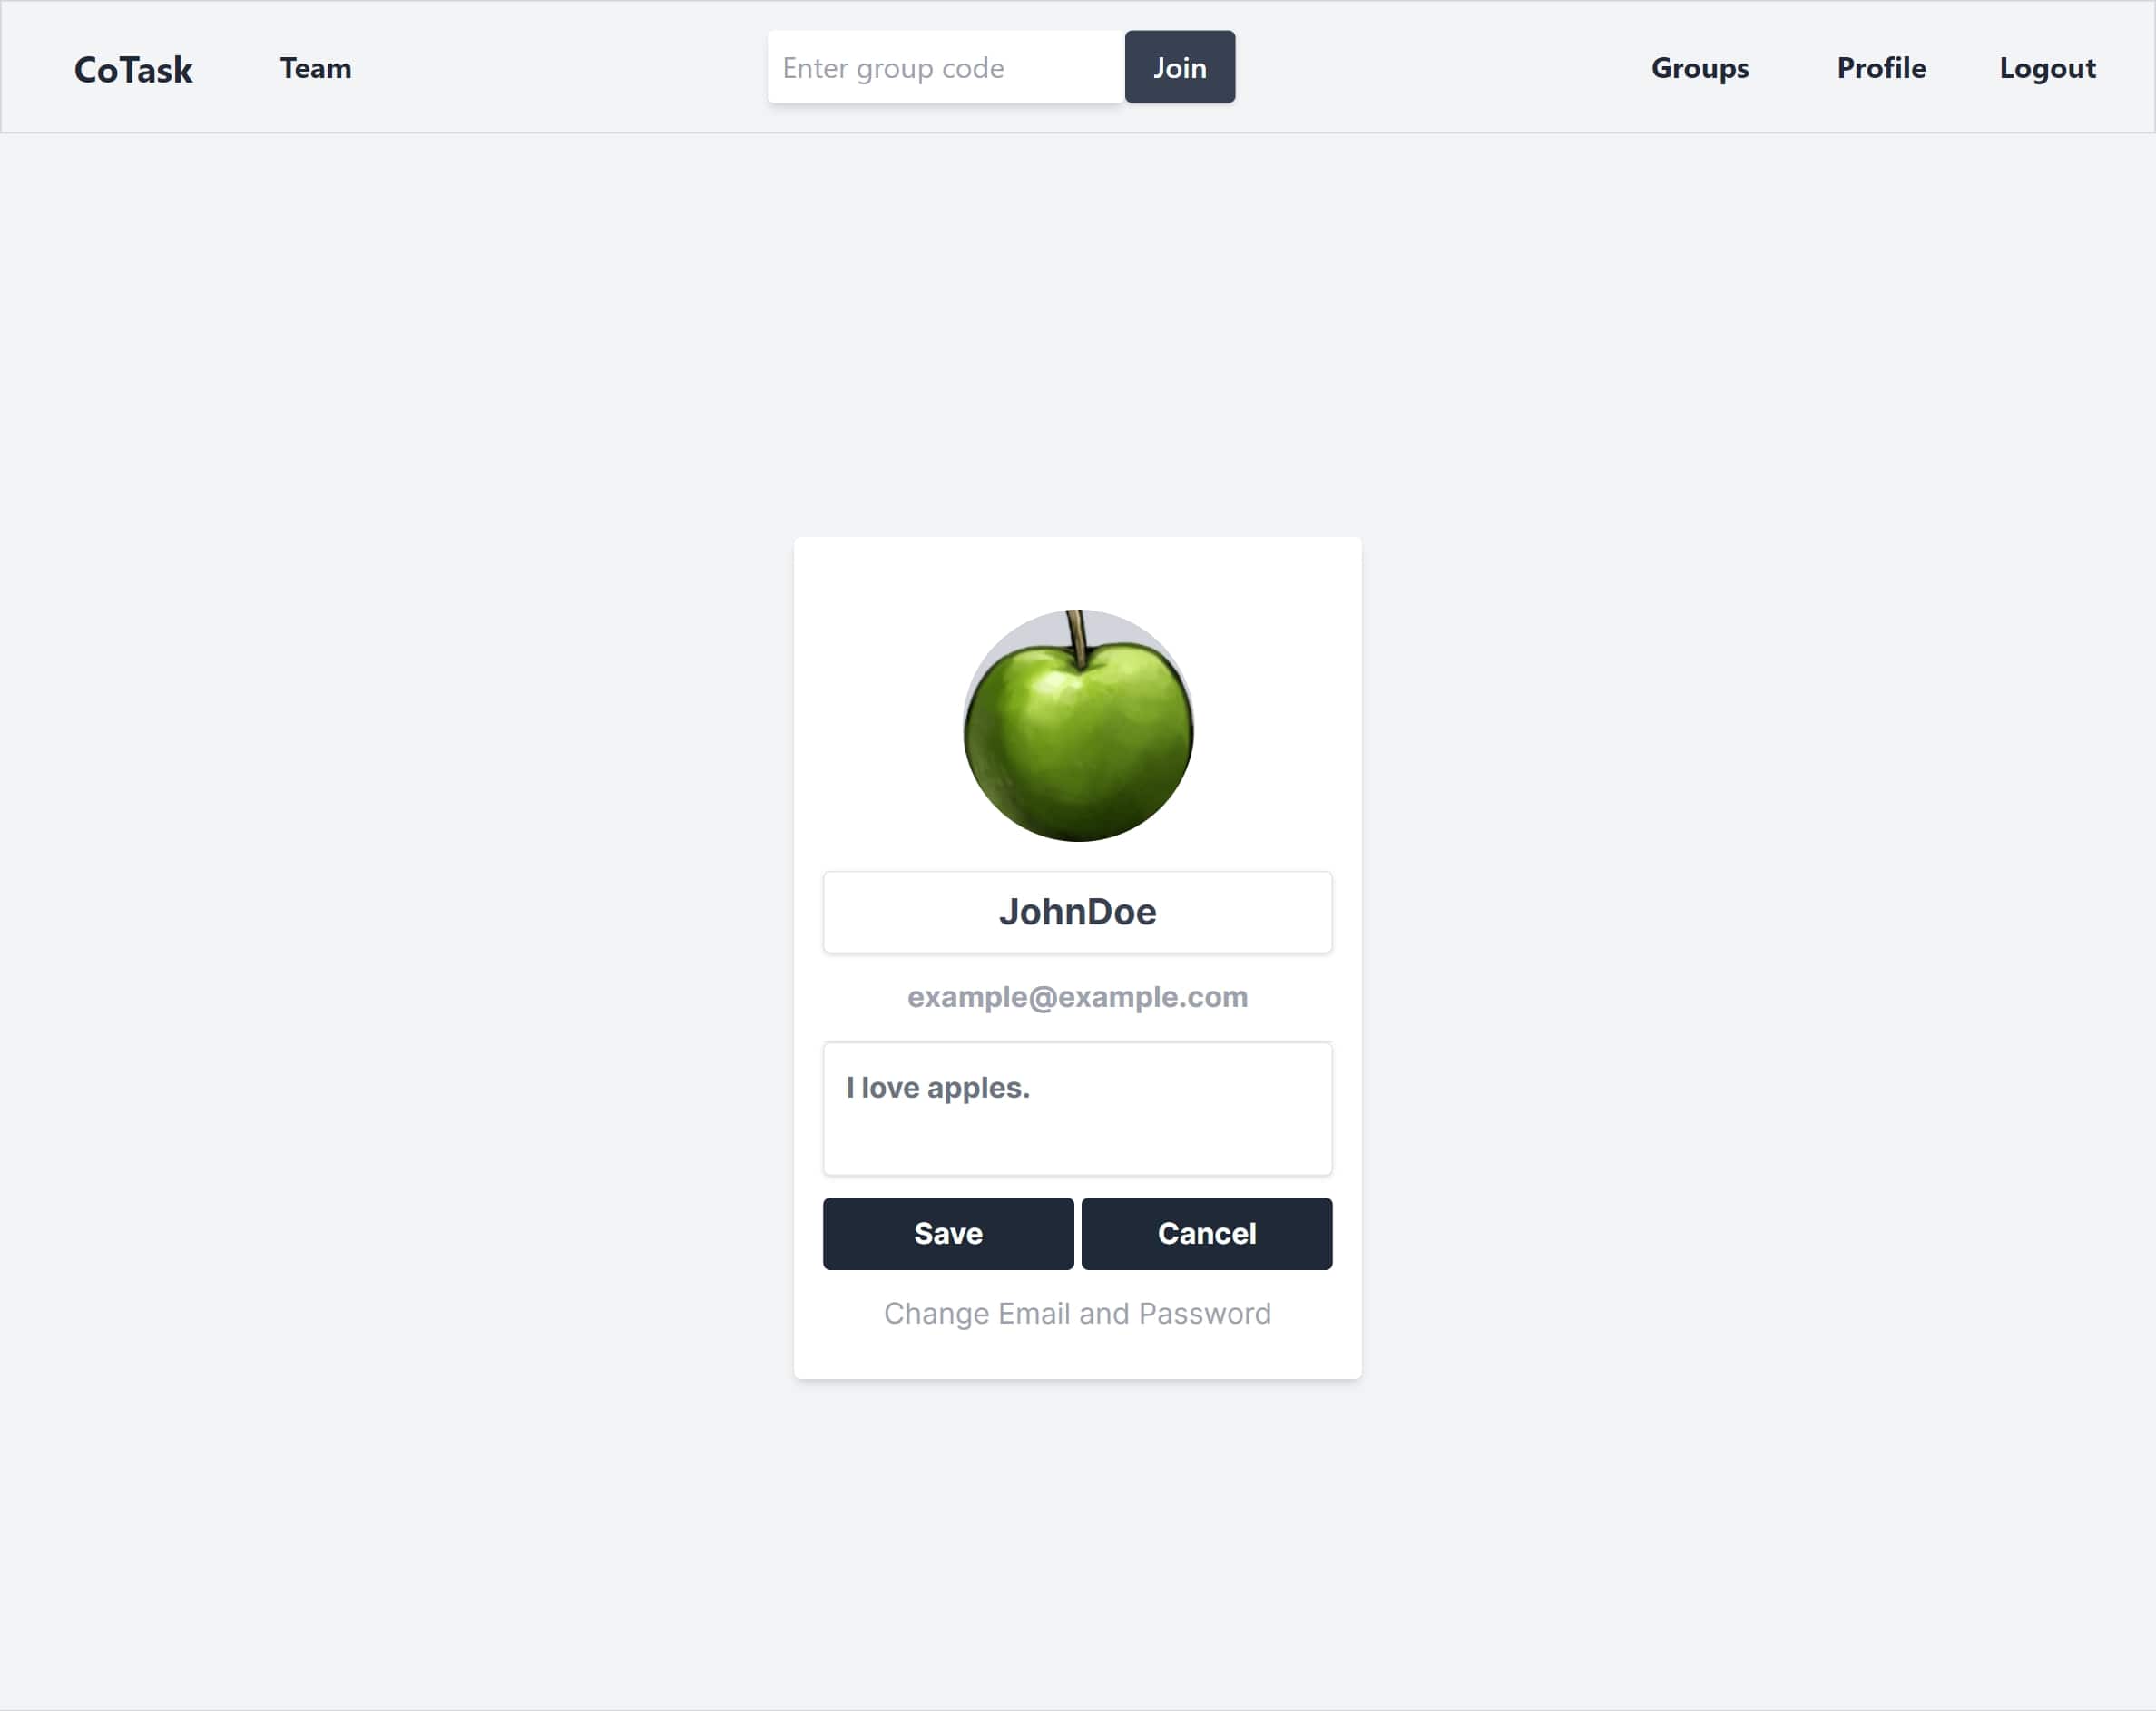 CoTask Team Enter group code Join Groups Profile Logout
JohnDoe
example@example.com
I love apples.
Save Cancel
Change Email and Password